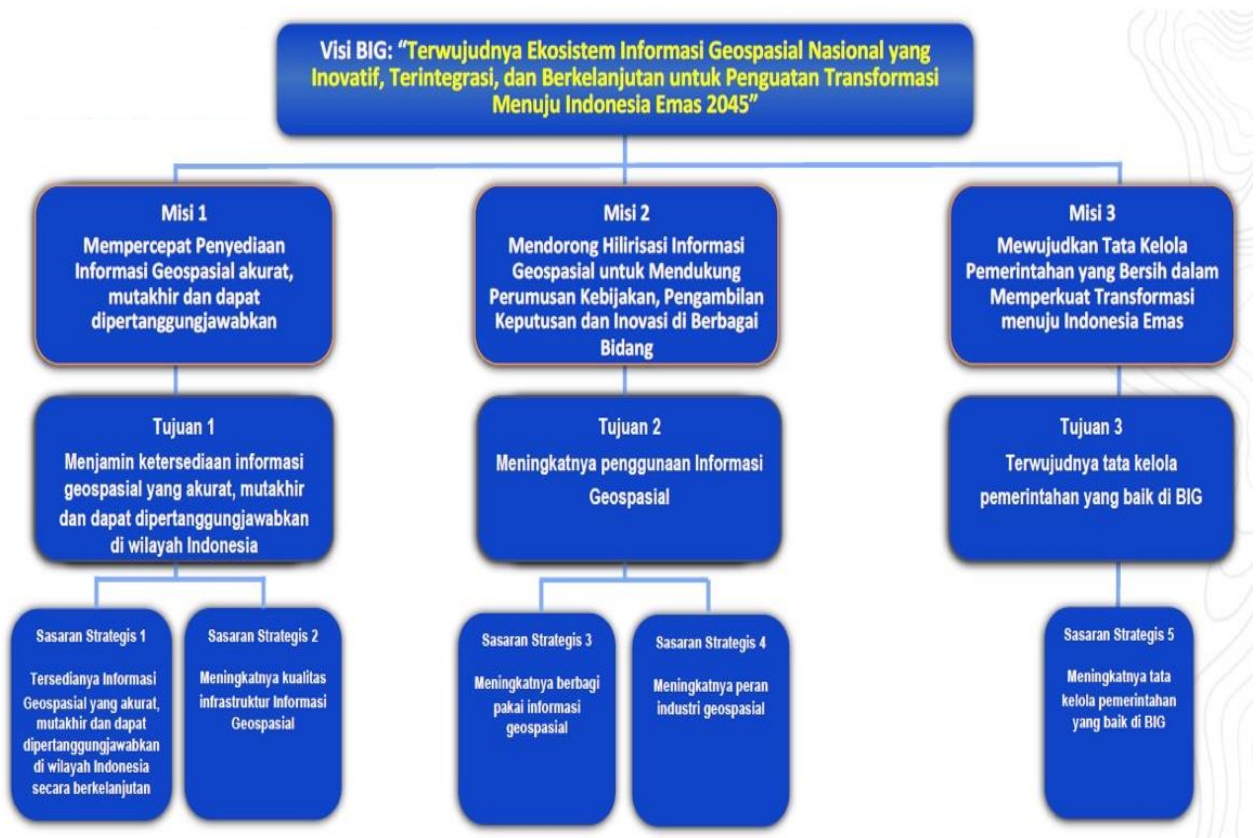 Visi BIG: “Terwujudnya Ekosistem Informasi Geospasial Nasional yang
Inovatif, Terintegrasi, dan Berkelanjutan untuk Penguatan Transformasi
Menuju Indonesia Emas 2045”
Misi 1
Mempercepat Penyediaan
Informasi Geospasial akurat,
mutakhir dan dapat
dipertanggungjawabkan
Misi 2
Mendorong Hilirisasi Informasi
Geospasial untuk Mendukung
Perumusan Kebijakan, Pengambilan
Keputusan dan Inovasi di Berbagai
Bidang
Misi 3
Mewujudkan Tata Kelola
Pemerintahan yang Bersih dalam
Memperkuat Transformasi
menuju Indonesia Emas
Tujuan 1
Menjamin ketersediaan informasi
geospasial yang akurat, mutakhir
dan dapat dipertanggungjawabkan
di wilayah Indonesia
Tujuan 2
Meningkatnya penggunaan Informasi
Geospasial
Tujuan 3
Terwujudnya tata kelola
pemerintahan yang baik di BIG
Sasaran Strategis 1
Tersedianya Informasi
Geospasial yang akurat,
mutakhir dan dapat
dipertanggungjawabkan
di wilayah Indonesia
secara berkelanjutan
Sasaran Strategis 2
Meningkatnya kualitas
infrastruktur Informasi
Geospasial
Sasaran Strategis 3
Meningkatnya berbagi
pakai informasi
geospasial
Sasaran Strategis 4
Meningkatnya peran
industri geospasial
Sasaran Strategis 5
Meningkatnya tata
kelola pemerintahan
yang baik di BIG